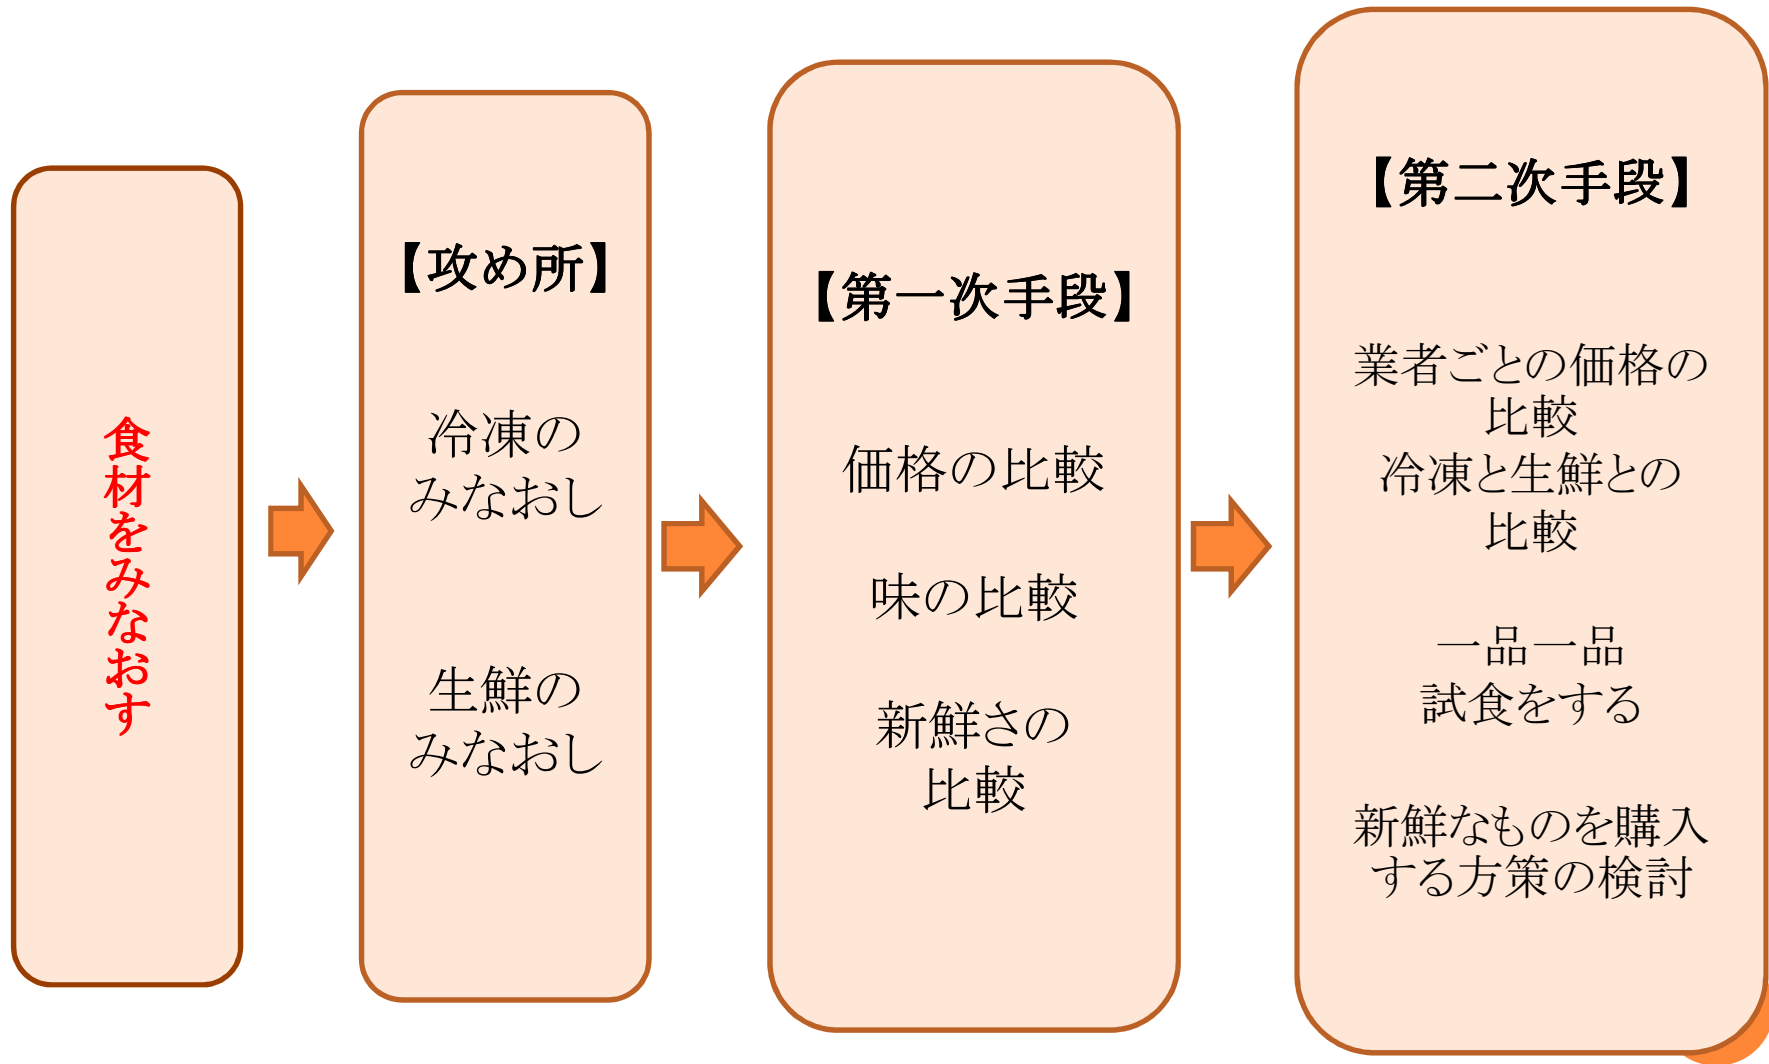 食材をみなおす
【攻め所】
冷凍の
みなおし
生鮮の
みなおし
【第一次手段】
価格の比較
味の比較
新鮮さの
比較
【第二次手段】
業者ごとの価格の
比較
冷凍と生鮮との
比較
一品一品
試食をする
新鮮なものを購入
する方策の検討